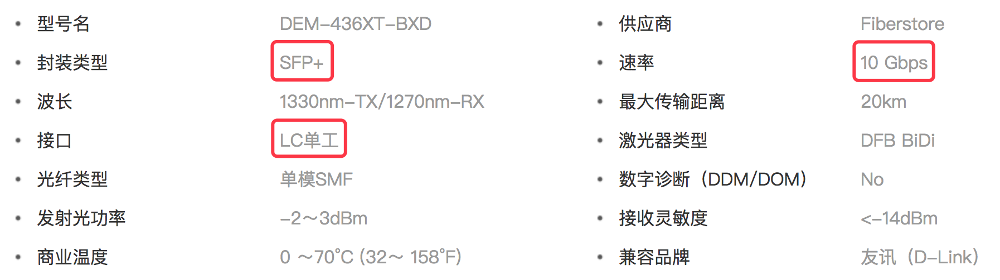 型号名 DEM-436XT-BXD 供应商 Fiberstore
封装类型 SFP+ 速率 10 Gbps
波长 1330nm-TX/1270nm-RX 最大传输距离 20km
接口 LC单工 激光器类型 DFB BiDi
光纤类型 单模SMF 数字诊断（DDM/DOM） No
发射光功率 -2～3dBm 接收灵敏度 <-14dBm
商业温度 0 ～70°C (32～ 158°F) 兼容品牌 友讯（D-Link）